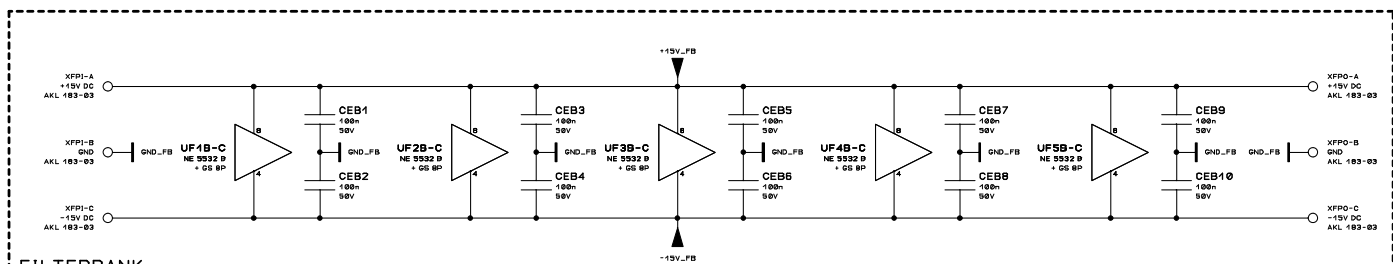 +15V_FB
XFPI-A
+15V DC
AKL 183-03
XFPI-B
GND
AKL 183-03
GND_FB
XFPI-C
-15V DC
AKL 183-03
UF1B-C
NE 5532 D
+ GS 8P
8
4
CEB1
100n
50V
GND_FB
CEB2
100n
50V
UF2B-C
NE 5532 D
+ GS 8P
8
4
CEB3
100n
50V
GND_FB
CEB4
100n
50V
UF3B-C
NE 5532 D
+ GS 8P
8
4
CEB5
100n
50V
GND_FB
CEB6
100n
50V
UF4B-C
NE 5532 D
+ GS 8P
8
4
CEB7
100n
50V
GND_FB
CEB8
100n
50V
UF5B-C
NE 5532 D
+ GS 8P
8
4
CEB9
100n
50V
GND_FB
CEB10
100n
50V
XFPO-A
+15V DC
AKL 183-03
GND_FB
XFPO-B
GND
AKL 183-03
XFPO-C
-15V DC
AKL 183-03
-15V_FB
FILTERBANK